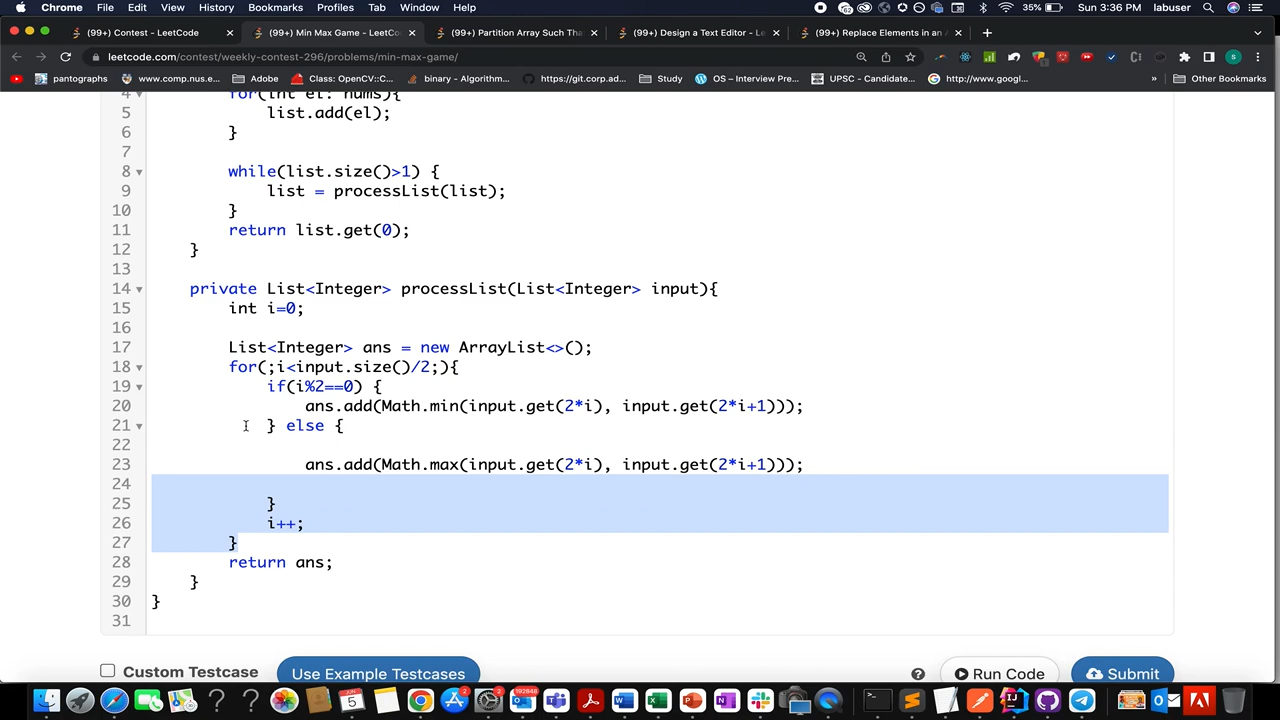 Chrome File Edit View History Bookmarks Profiles Tab Window Help 35% Sun 3:36 PM labuser
(99+) Contest - LeetCode (99+) Min Max Game - LeetCo (99+) Partition Array Such Tha (99+) Design a Text Editor - Le (99+) Replace Elements in an A
leetcode.com/contest/weekly-contest-296/problems/min-max-game/
pantographs www.comp.nus.e... Adobe Class: OpenCV::C... binary - Algorithm... https://git.corp.ad... Study OS – Interview Pre... UPSC - Candidate... http://www.googl... » Other Bookmarks
4 for(int el: nums){
5 list.add(el);
6 }
7
8 while(list.size()>1) {
9 list = processList(list);
10 }
11 return list.get(0);
12 }
13
14 private List<Integer> processList(List<Integer> input){
15 int i=0;
16
17 List<Integer> ans = new ArrayList<>();
18 for(;i<input.size()/2;){
19 if(i%2==0) {
20 ans.add(Math.min(input.get(2*i), input.get(2*i+1)));
21 } else {
22
23 ans.add(Math.max(input.get(2*i), input.get(2*i+1)));
24
25 }
26 i++;
27 }
28 return ans;
29 }
30 }
31
Custom Testcase Use Example Testcases Run Code Submit